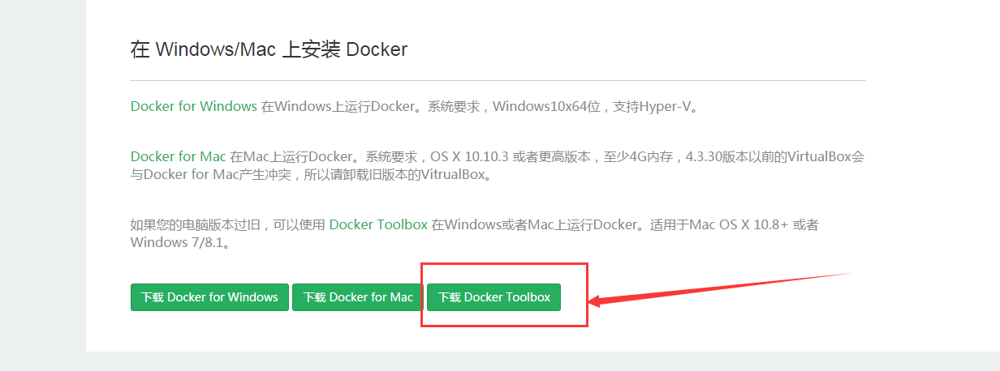 在 Windows/Mac 上安装 Docker
Docker for Windows 在Windows上运行Docker。系统要求，Windows10x64位，支持Hyper-V。
Docker for Mac 在Mac上运行Docker。系统要求，OS X 10.10.3 或者更高版本，至少4G内存，4.3.30版本以前的VirtualBox会
与Docker for Mac产生冲突，所以请卸载旧版本的VitrualBox。
如果您的电脑版本过旧，可以使用 Docker Toolbox 在Windows或者Mac上运行Docker。适用于Mac OS X 10.8+ 或者
Windows 7/8.1。
下载 Docker for Windows 下载 Docker for Mac 下载 Docker Toolbox